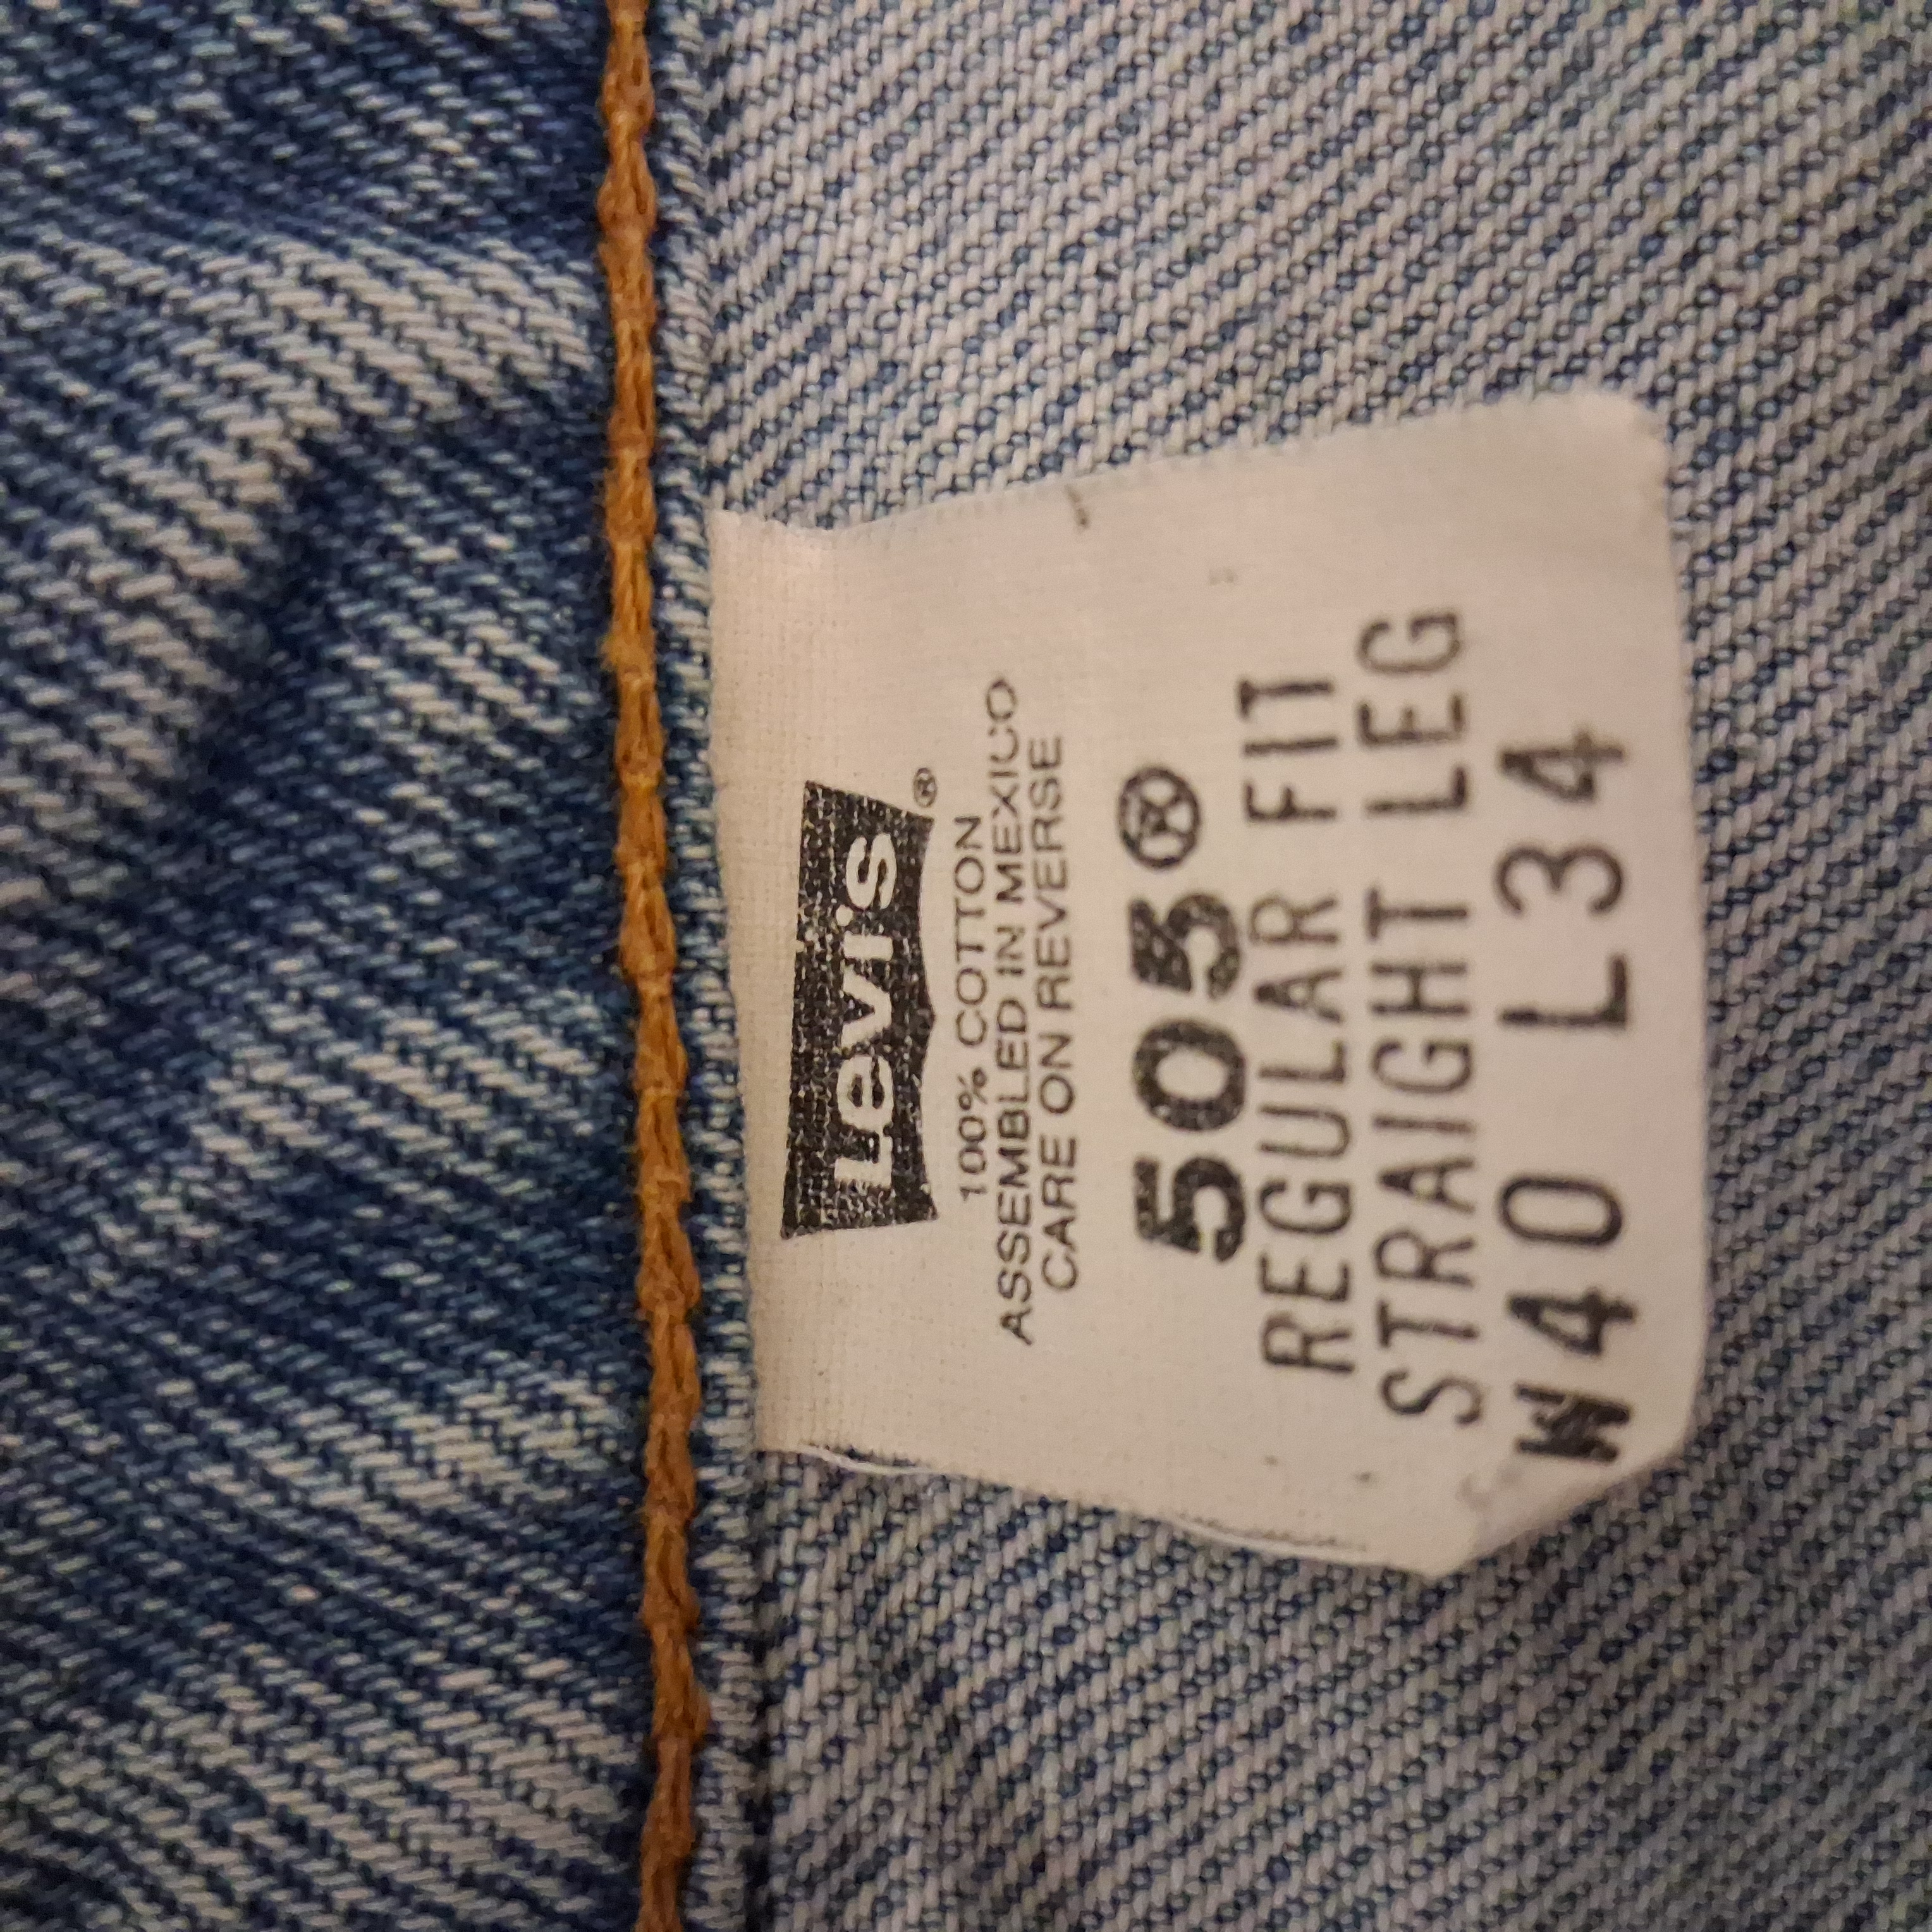 Levi's®
100% COTTON
ASSEMBLED IN MEXICO
CARE ON REVERSE
505®
REGULAR FIT
STRAIGHT LEG
W40 L34